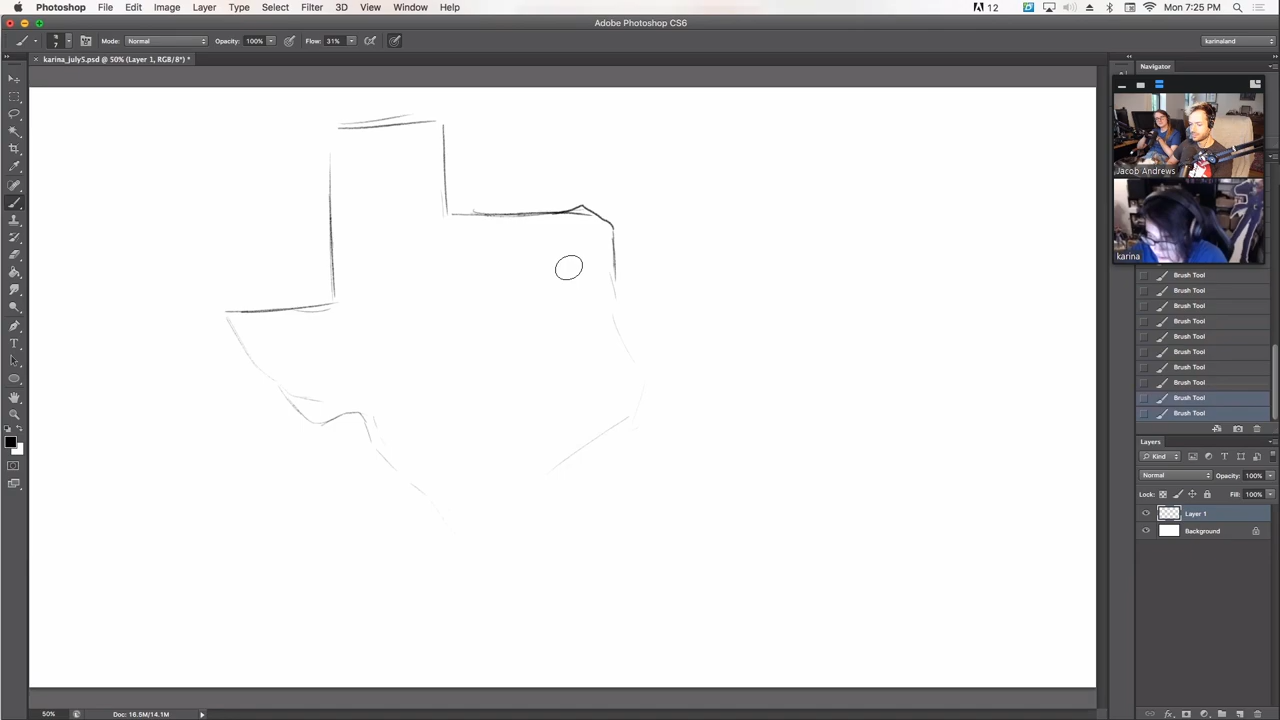 Photoshop File Edit Image Layer Type Select Filter 3D View Window Help
12 Mon 7:25 PM
Adobe Photoshop CS6
7 Mode: Normal Opacity: 100% Flow: 31% karinaland
× karina_july5.psd @ 50% (Layer 1, RGB/8*) *
Navigator
Jacob Andrews
karina
Brush Tool
Brush Tool
Brush Tool
Brush Tool
Brush Tool
Brush Tool
Brush Tool
Brush Tool
Brush Tool
Brush Tool
Layers
Kind
Normal Opacity: 100%
Lock: Fill: 100%
Layer 1
Background
50% Doc: 16.5M/14.1M